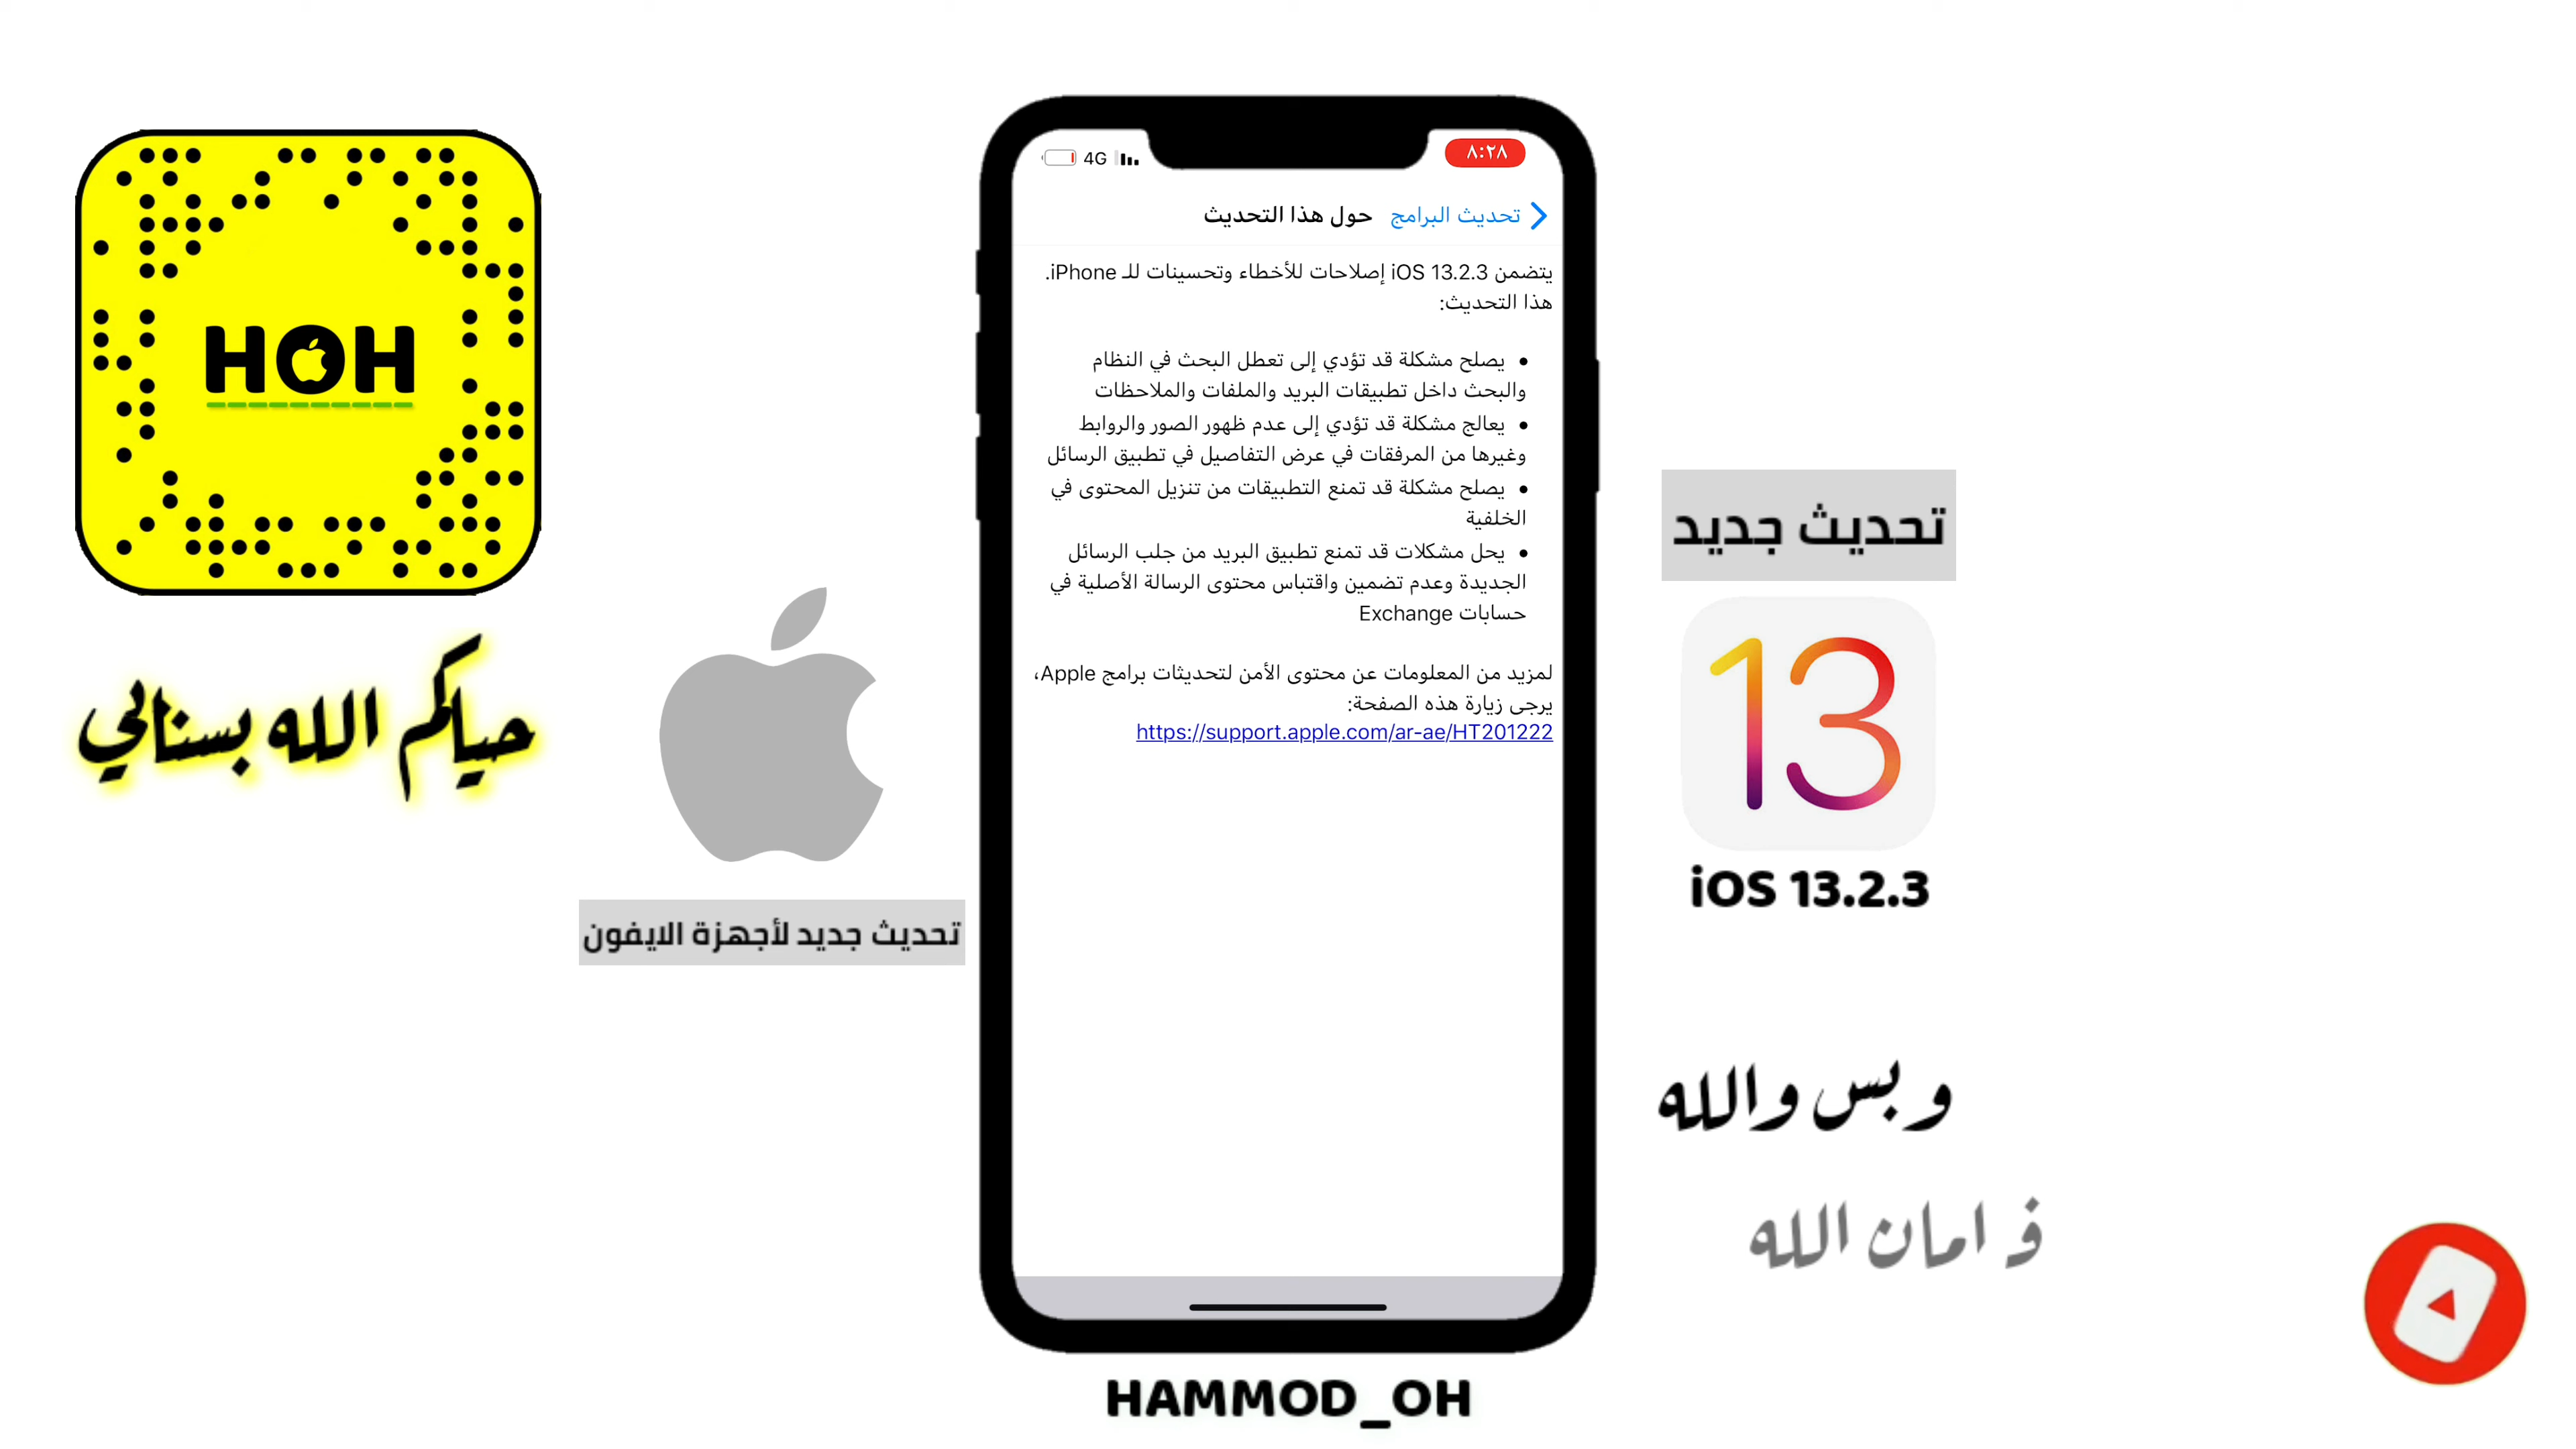 HOH
حياكم الله بسنابي
تحديث جديد لأجهزة الايفون
4G
٨:٢٨
تحديث البرامج
حول هذا التحديث
يتضمن iOS 13.2.3 إصلاحات للأخطاء وتحسينات للـ iPhone.
هذا التحديث:
• يصلح مشكلة قد تؤدي إلى تعطل البحث في النظام
والبحث داخل تطبيقات البريد والملفات والملاحظات
• يعالج مشكلة قد تؤدي إلى عدم ظهور الصور والروابط
وغيرها من المرفقات في عرض التفاصيل في تطبيق الرسائل
• يصلح مشكلة قد تمنع التطبيقات من تنزيل المحتوى في
الخلفية
• يحل مشكلات قد تمنع تطبيق البريد من جلب الرسائل
الجديدة وعدم تضمين واقتباس محتوى الرسالة الأصلية في
حسابات Exchange
لمزيد من المعلومات عن محتوى الأمن لتحديثات برامج Apple،
يرجى زيارة هذه الصفحة:
https://support.apple.com/ar-ae/HT201222
HAMMOD_OH
تحديث جديد
13
iOS 13.2.3
و بس والله
ف امان الله